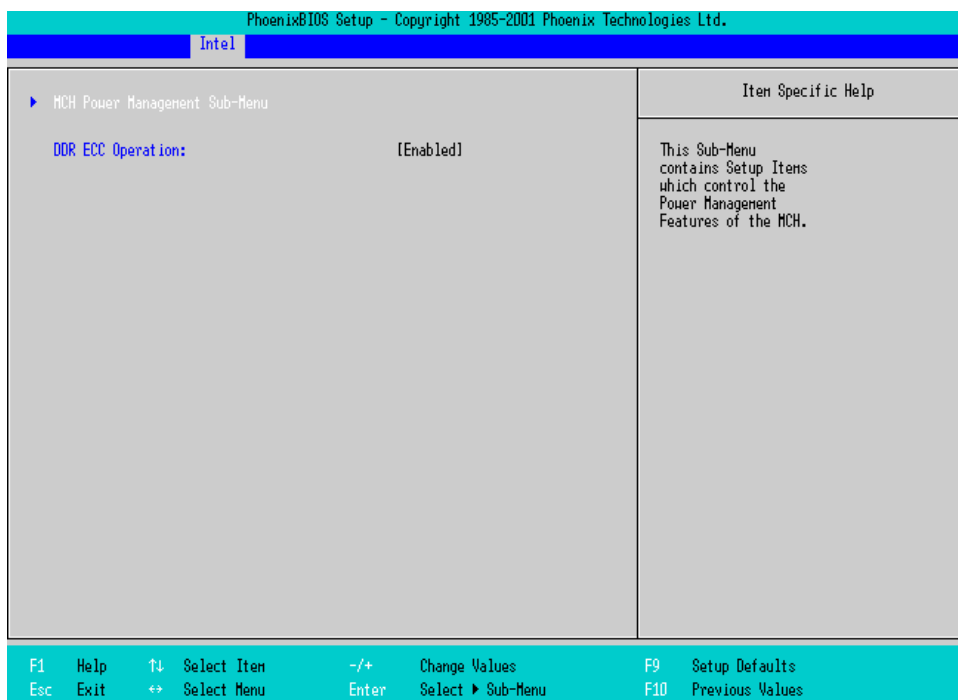 PhoenixBIOS Setup - Copyright 1985-2001 Phoenix Technologies Ltd.
Intel
▶ MCH Power Management Sub-Menu
DDR ECC Operation: [Enabled]
Item Specific Help
This Sub-Menu
contains Setup Items
which control the
Power Management
Features of the MCH.
F1 Help ↑↓ Select Item -/+ Change Values F9 Setup Defaults
Esc Exit ↔ Select Menu Enter Select ▶ Sub-Menu F10 Previous Values